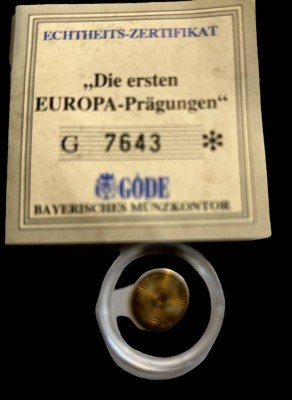 ECHTHEITS-ZERTIFIKAT
„Die ersten
EUROPA-Prägungen“
G 7643 *
GÖDE
BAYERISCHES MÜNZKONTOR